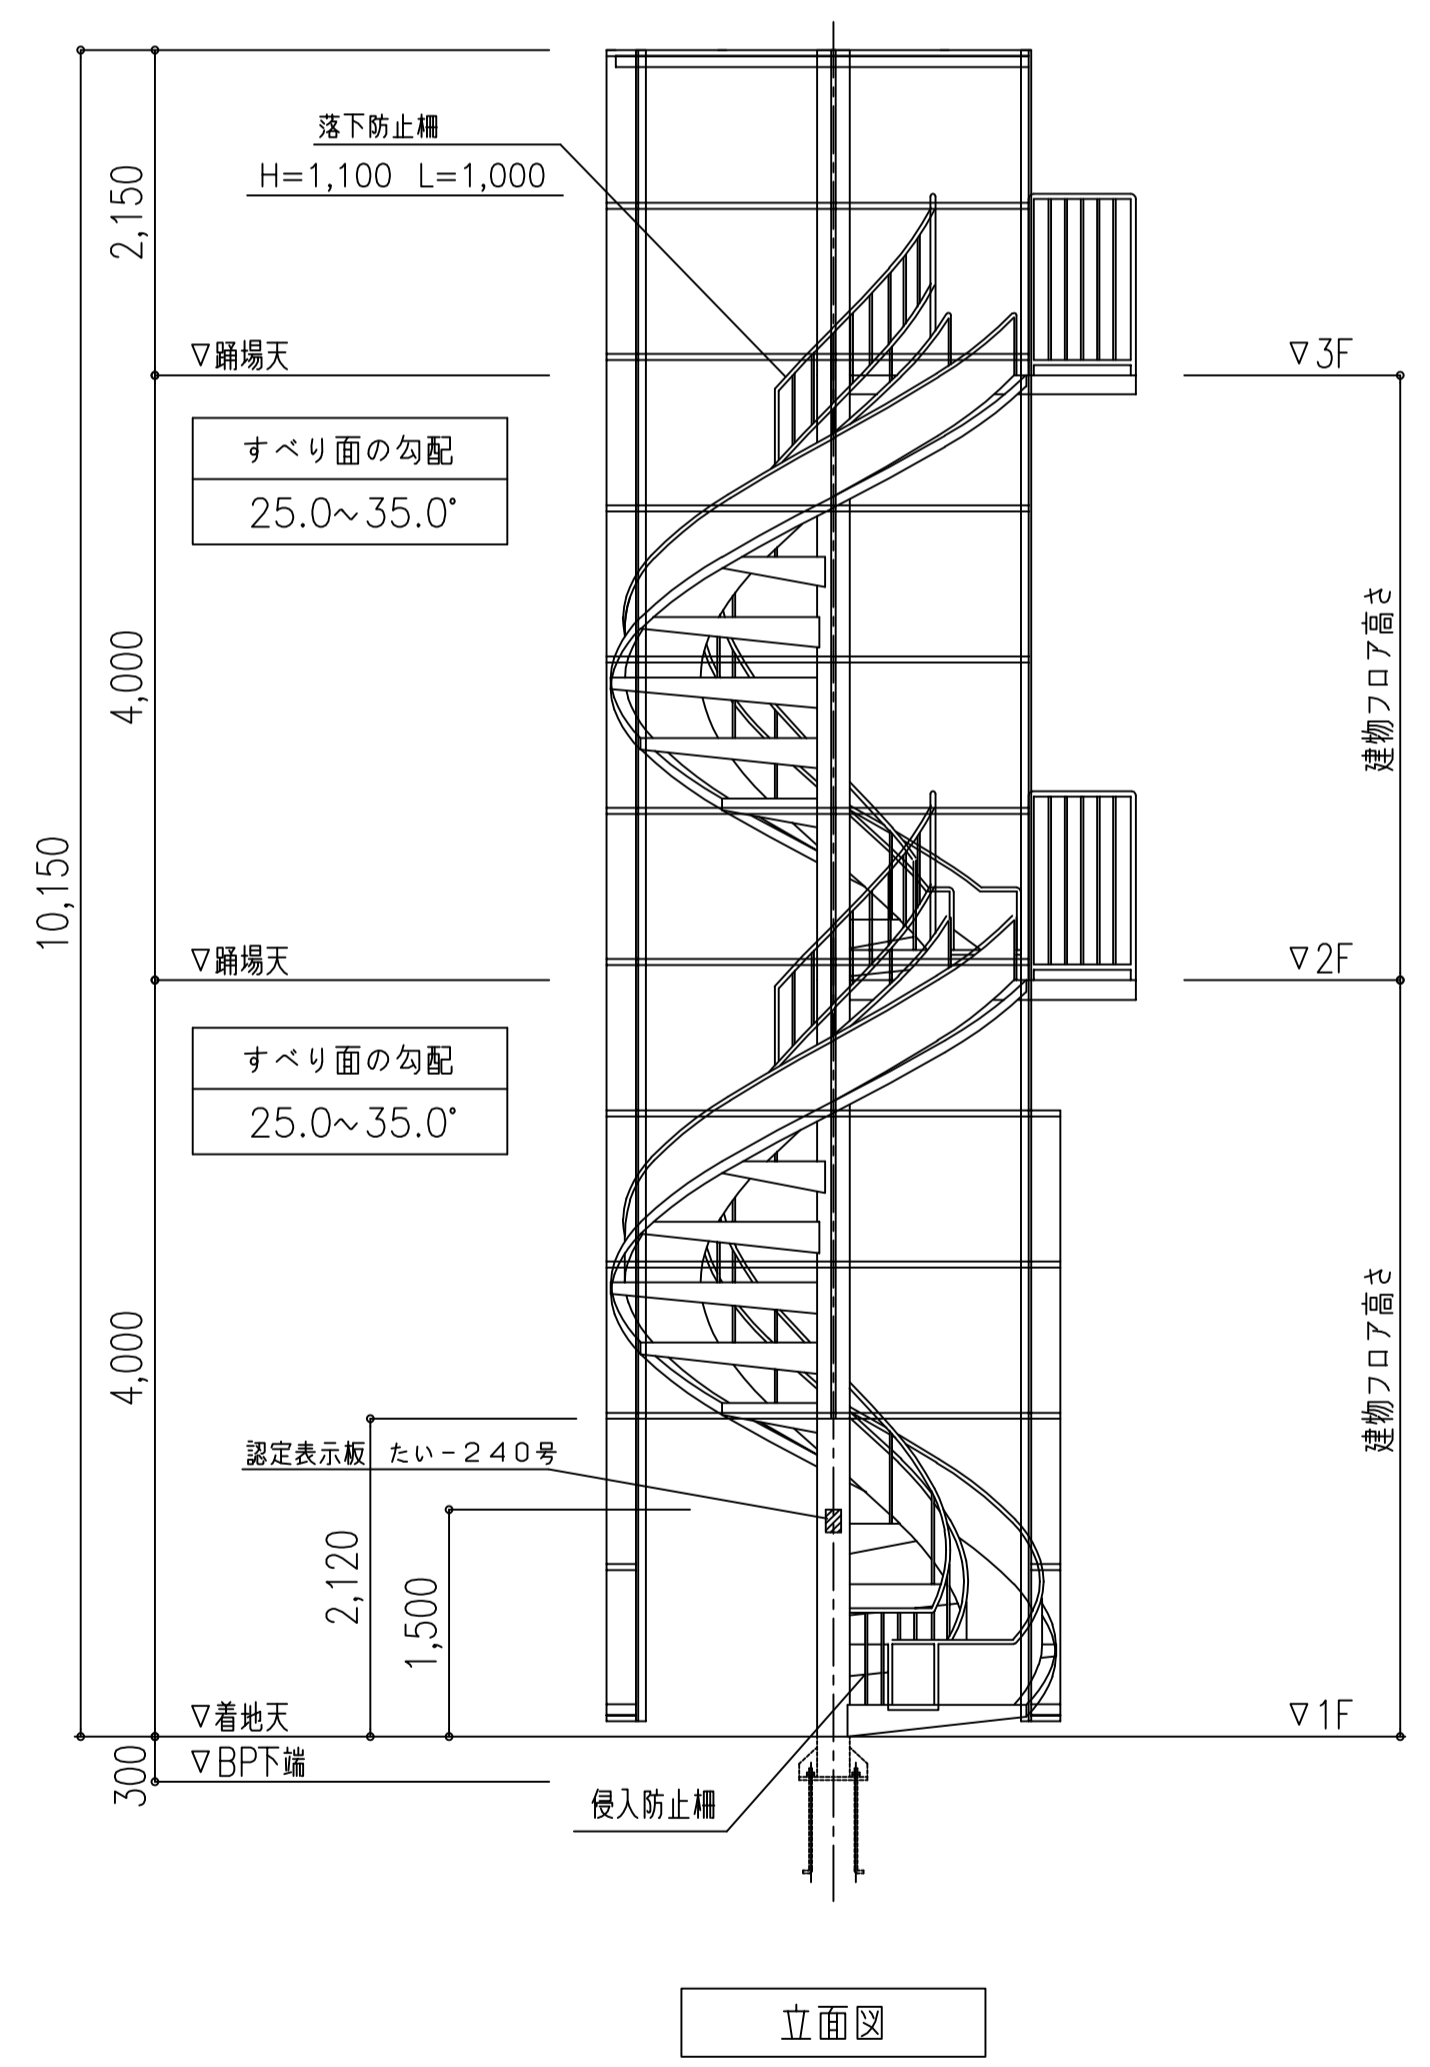 落下防止柵
H=1,100 L=1,000
2,150
▽踊場天
▽3F
すべり面の勾配
25.0～35.0°
4,000
建物フロア高さ
10,150
▽踊場天
▽2F
すべり面の勾配
25.0～35.0°
4,000
建物フロア高さ
認定表示板 たい－240号
2,120
1,500
▽着地天
▽1F
300
▽BP下端
侵入防止柵
立面図